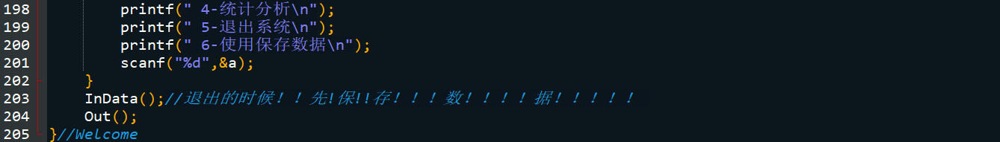 198 printf(" 4-统计分析\n");
199 printf(" 5-退出系统\n");
200 printf(" 6-使用保存数据\n");
201 scanf("%d",&a);
202 }
203 InData();//退出的时候！！先!保!!存！！！数！！！！据！！！！！
204 Out();
205 }//Welcome